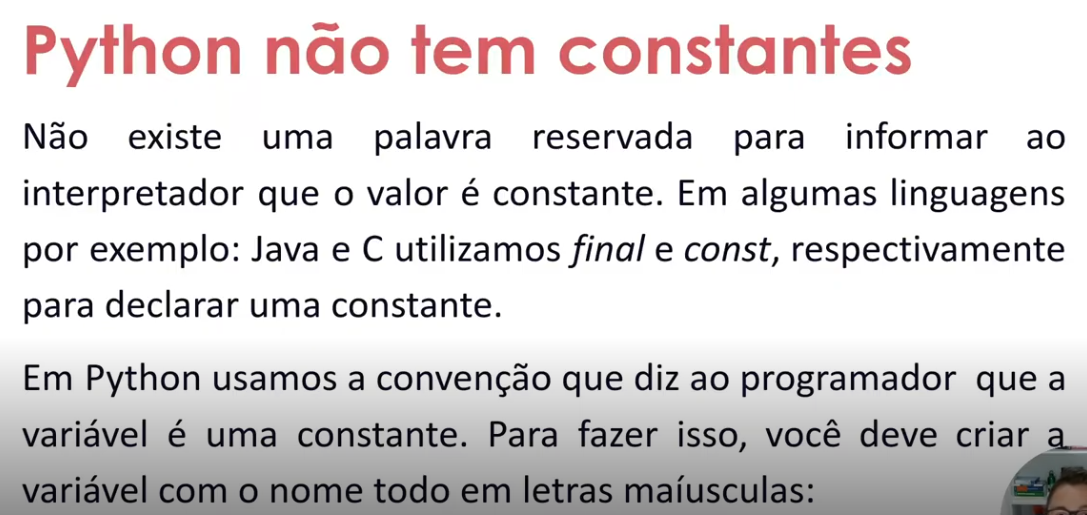 Python não tem constantes
Não existe uma palavra reservada para informar ao
interpretador que o valor é constante. Em algumas linguagens
por exemplo: Java e C utilizamos final e const, respectivamente
para declarar uma constante.
Em Python usamos a convenção que diz ao programador que a
variável é uma constante. Para fazer isso, você deve criar a
variável com o nome todo em letras maíusculas: